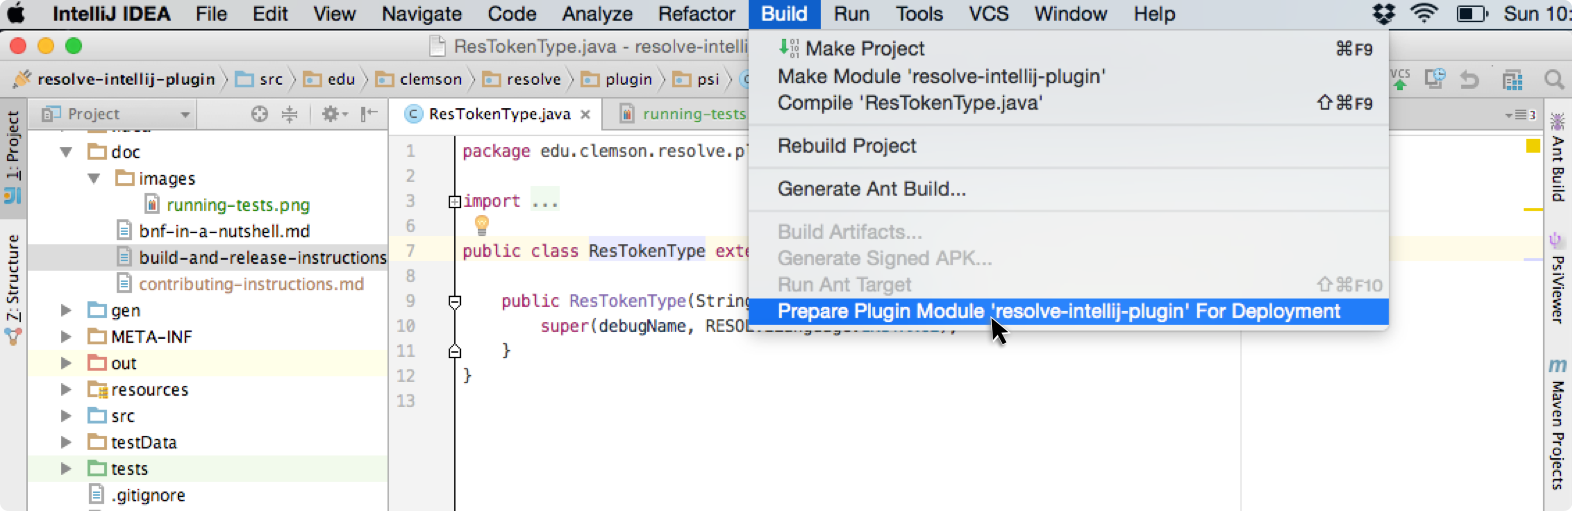 IntelliJ IDEA File Edit View Navigate Code Analyze Refactor Build Run Tools VCS Window Help Sun 10:
ResTokenType.java - resolve-intelli
resolve-intellij-plugin src edu clemson resolve plugin psi
VCS
Project
ResTokenType.java
running-tests
3
1: Project
Z: Structure
doc
images
running-tests.png
bnf-in-a-nutshell.md
build-and-release-instructions
contributing-instructions.md
gen
META-INF
out
resources
src
testData
tests
.gitignore
1 package edu.clemson.resolve.pl
2
3 import ...
6
7 public class ResTokenType exte
8
9 public ResTokenType(String
10 super(debugName, RESOL
11 }
12 }
13
Make Project ⌘F9
Make Module 'resolve-intellij-plugin'
Compile 'ResTokenType.java' ⇧⌘F9
Rebuild Project
Generate Ant Build...
Build Artifacts...
Generate Signed APK...
Run Ant Target ⇧⌘F10
Prepare Plugin Module 'resolve-intellij-plugin' For Deployment
Ant Build
PsiViewer
m Maven Projects